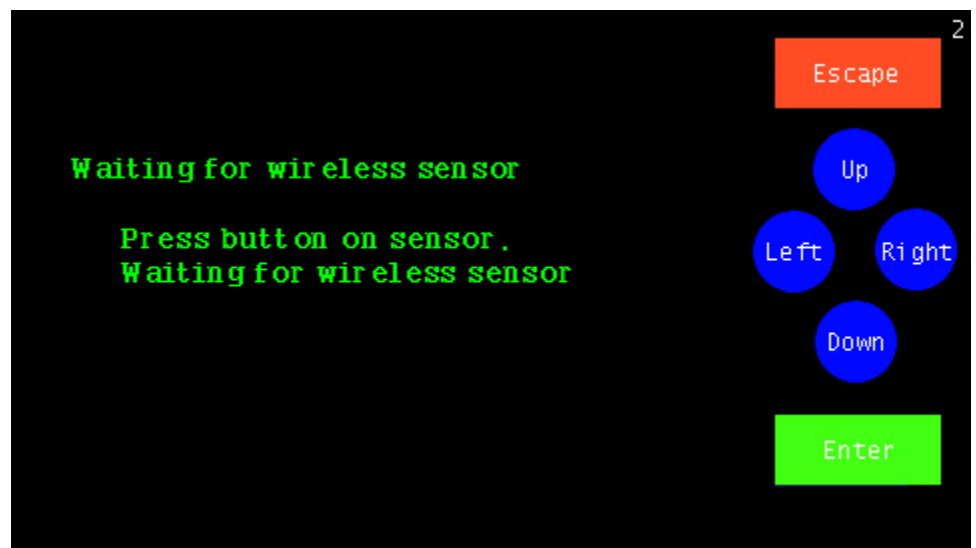 2
Escape
Waiting for wireless sensor
Up
Press button on sensor.
Left Right
Waiting for wireless sensor
Down
Enter